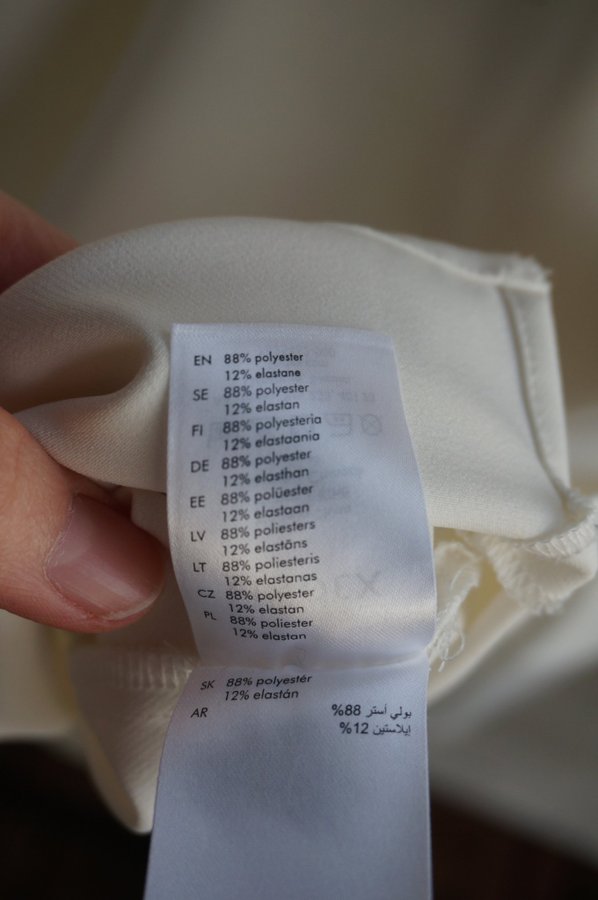 EN 88% polyester
12% elastane
SE 88% polyester
12% elastan
FI 88% polyesteria
12% elastaania
DE 88% polyester
12% elasthan
EE 88% polüester
12% elastaan
LV 88% poliesters
12% elastāns
LT 88% poliesteris
12% elastanas
CZ 88% polyester
12% elastan
PL 88% poliester
12% elastan
SK 88% polyestér
12% elastán
AR بولي أستر 88%
إيلاستين 12%